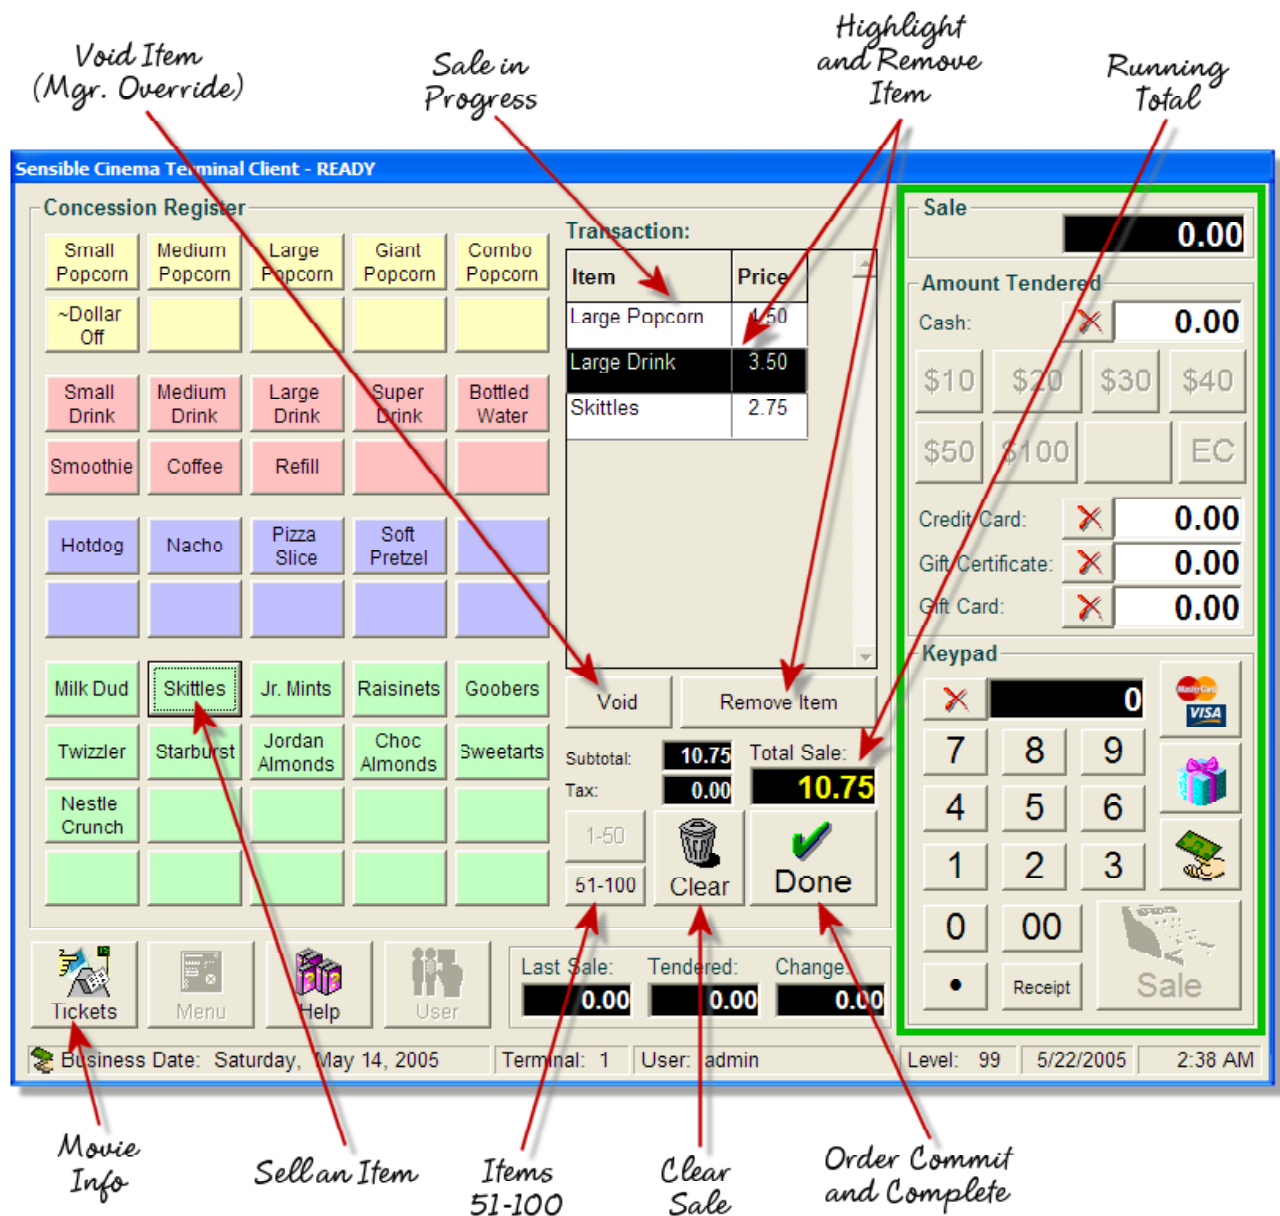 Void Item
(Mgr. Override)
Sale in
Progress
Highlight
and Remove
Item
Running
Total
Sensible Cinema Terminal Client - READY
Concession Register
Small Popcorn
Medium Popcorn
Large Popcorn
Giant Popcorn
Combo Popcorn
~Dollar Off
Small Drink
Medium Drink
Large Drink
Super Drink
Bottled Water
Smoothie
Coffee
Refill
Hotdog
Nacho
Pizza Slice
Soft Pretzel
Milk Dud
Skittles
Jr. Mints
Raisinets
Goobers
Twizzler
Starburst
Jordan Almonds
Choc Almonds
Sweetarts
Nestle Crunch
Transaction:
Item Price
Large Popcorn 4.50
Large Drink 3.50
Skittles 2.75
Void
Remove Item
Subtotal: 10.75
Tax: 0.00
Total Sale:
10.75
1-50
51-100
Clear
Done
Sale
0.00
Amount Tendered
Cash: 0.00
$10 $20 $30 $40
$50 $100 EC
Credit Card: 0.00
Gift Certificate: 0.00
Gift Card: 0.00
Keypad
0
MasterCard
VISA
7 8 9
4 5 6
1 2 3
0 00
• Receipt
Sale
Tickets
Menu
Help
User
Last Sale: Tendered: Change:
0.00 0.00 0.00
Business Date: Saturday, May 14, 2005 Terminal: 1 User: admin Level: 99 5/22/2005 2:38 AM
Movie
Info
Sell an Item
Items
51-100
Clear
Sale
Order Commit
and Complete